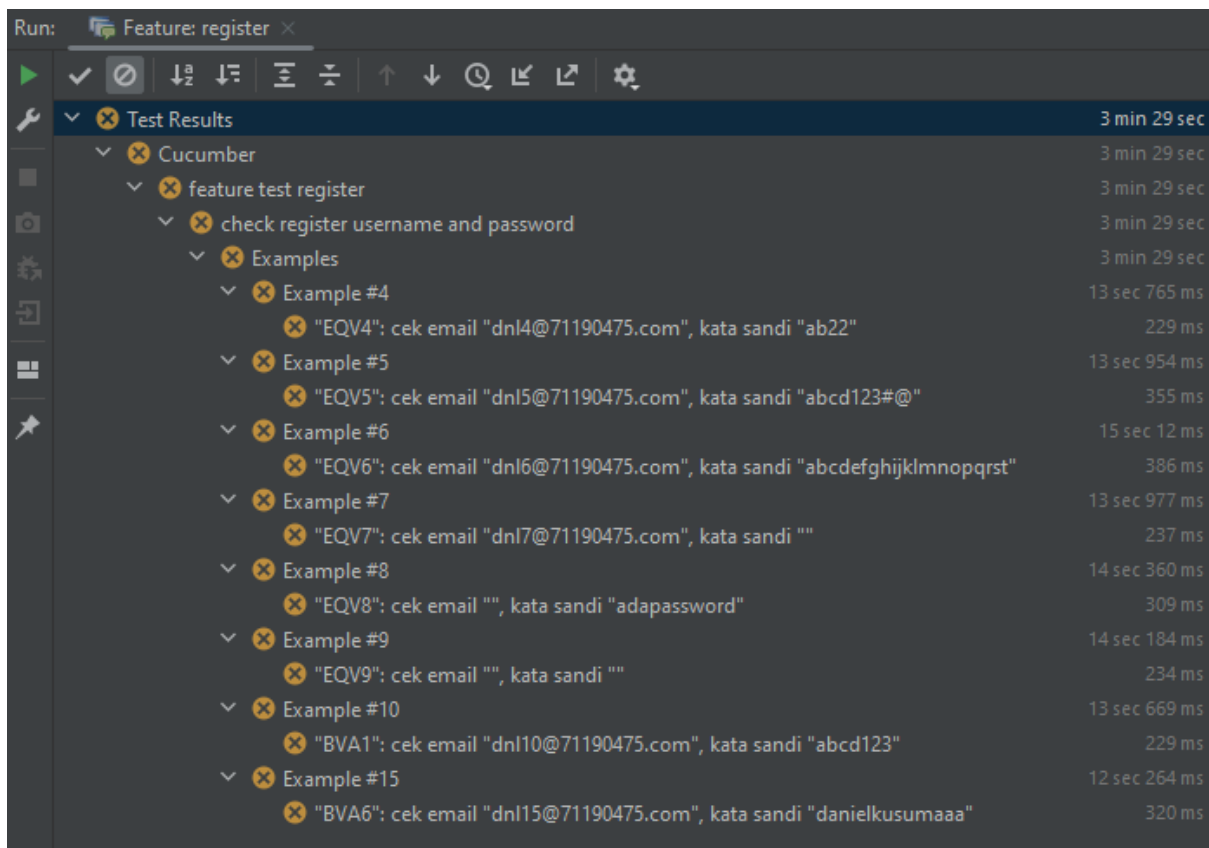 Run: Feature: register
Test Results 3 min 29 sec
Cucumber 3 min 29 sec
feature test register 3 min 29 sec
check register username and password 3 min 29 sec
Examples 3 min 29 sec
Example #4 13 sec 765 ms
"EQV4": cek email "dnl4@71190475.com", kata sandi "ab22" 229 ms
Example #5 13 sec 954 ms
"EQV5": cek email "dnl5@71190475.com", kata sandi "abcd123#@" 355 ms
Example #6 15 sec 12 ms
"EQV6": cek email "dnl6@71190475.com", kata sandi "abcdefghijklmnopqrst" 386 ms
Example #7 13 sec 977 ms
"EQV7": cek email "dnl7@71190475.com", kata sandi "" 237 ms
Example #8 14 sec 360 ms
"EQV8": cek email "", kata sandi "adapassword" 309 ms
Example #9 14 sec 184 ms
"EQV9": cek email "", kata sandi "" 234 ms
Example #10 13 sec 669 ms
"BVA1": cek email "dnl10@71190475.com", kata sandi "abcd123" 229 ms
Example #15 12 sec 264 ms
"BVA6": cek email "dnl15@71190475.com", kata sandi "danielkusumaaa" 320 ms